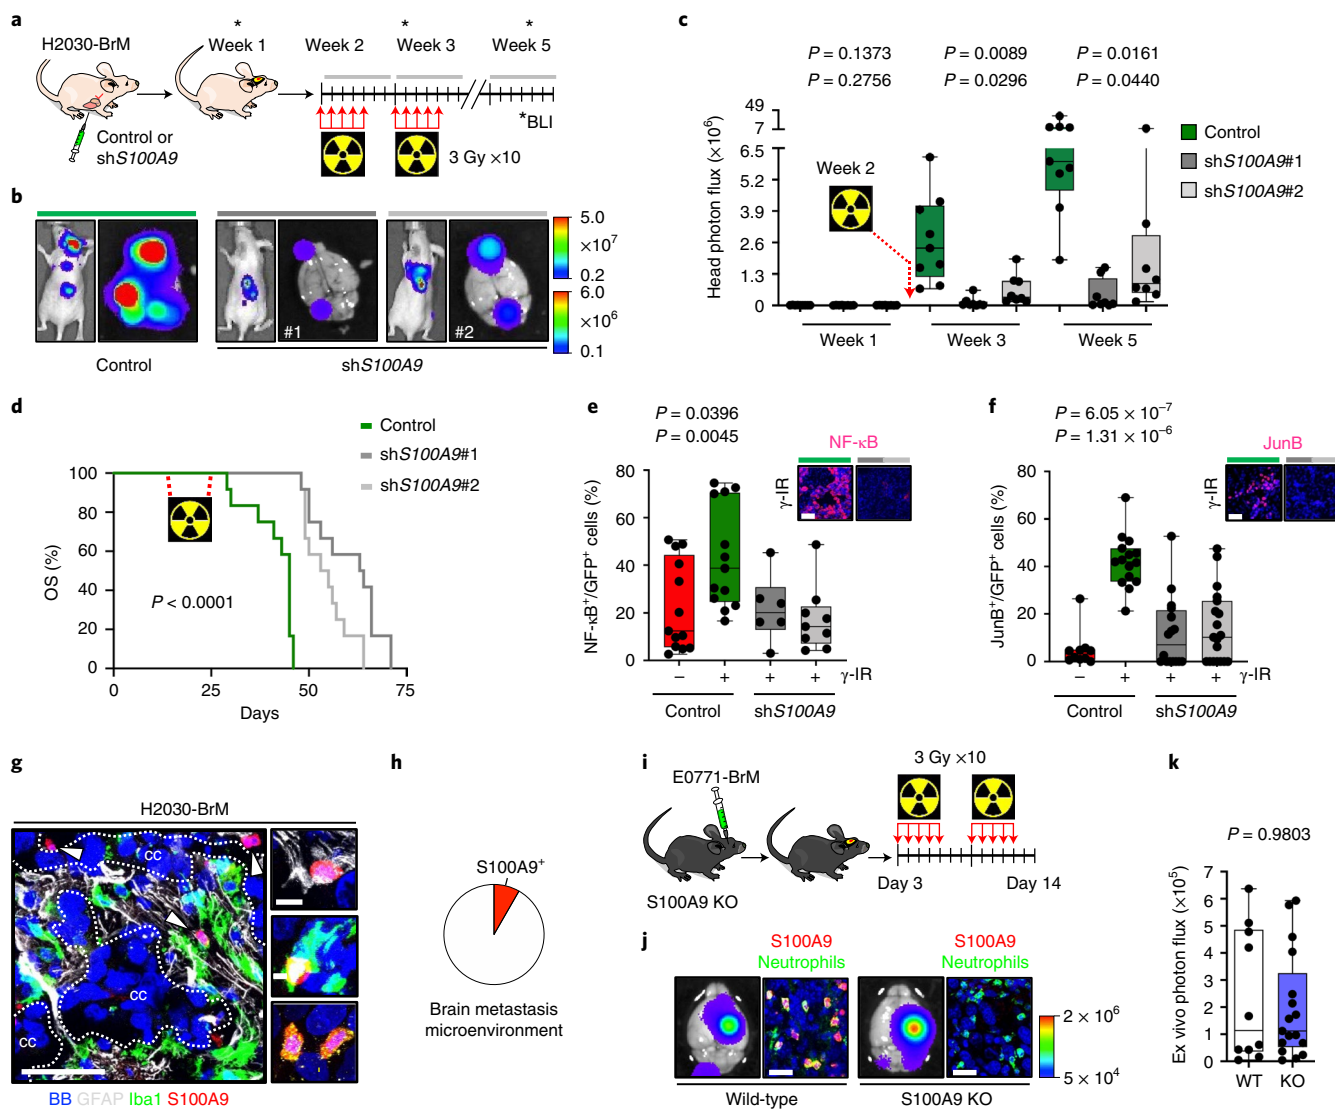 a
H2030-BrM
Control or
shS100A9
*
Week 1
Week 2
*
Week 3
*
Week 5
*BLI
3 Gy ×10
b
#1
#2
5.0
×10⁷
0.2
6.0
×10⁶
0.1
Control
shS100A9
c
P = 0.1373
P = 0.2756
P = 0.0089
P = 0.0296
P = 0.0161
P = 0.0440
Head photon flux (×10⁶)
49
7
6.5
5.2
3.9
2.6
1.3
0
Week 2
Week 1
Week 3
Week 5
Control
shS100A9#1
shS100A9#2
d
Control
shS100A9#1
shS100A9#2
OS (%)
100
80
60
40
20
0
P < 0.0001
0
25
50
75
Days
e
P = 0.0396
P = 0.0045
NF-κB
γ-IR
NF-κB⁺/GFP⁺ cells (%)
80
60
40
20
0
– + + + γ-IR
Control
shS100A9
f
P = 6.05 × 10⁻⁷
P = 1.31 × 10⁻⁶
JunB
γ-IR
JunB⁺/GFP⁺ cells (%)
80
60
40
20
0
– + + + γ-IR
Control
shS100A9
g
H2030-BrM
cc
cc
cc
BB GFAP Iba1 S100A9
h
S100A9⁺
Brain metastasis
microenvironment
i
E0771-BrM
S100A9 KO
3 Gy ×10
Day 3
Day 14
j
S100A9
Neutrophils
S100A9
Neutrophils
2 × 10⁶
5 × 10⁴
Wild-type
S100A9 KO
k
P = 0.9803
Ex vivo photon flux (×10⁵)
7
6
5
4
3
2
1
0
WT
KO